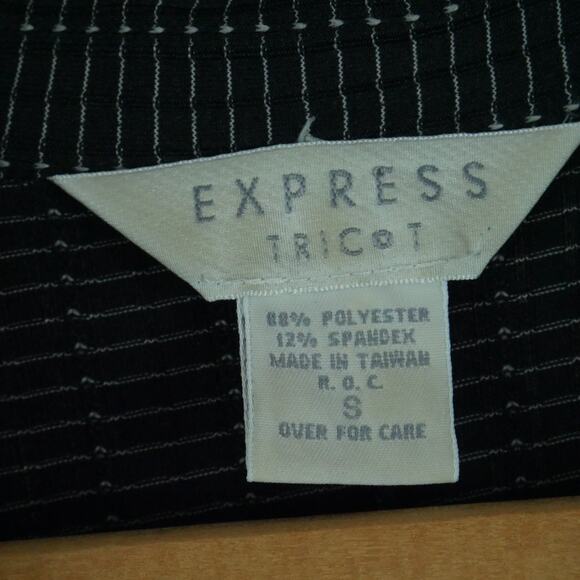 EXPRESS
TRICOT
88% POLYESTER
12% SPANDEX
MADE IN TAIWAN
R. O. C.
S
OVER FOR CARE